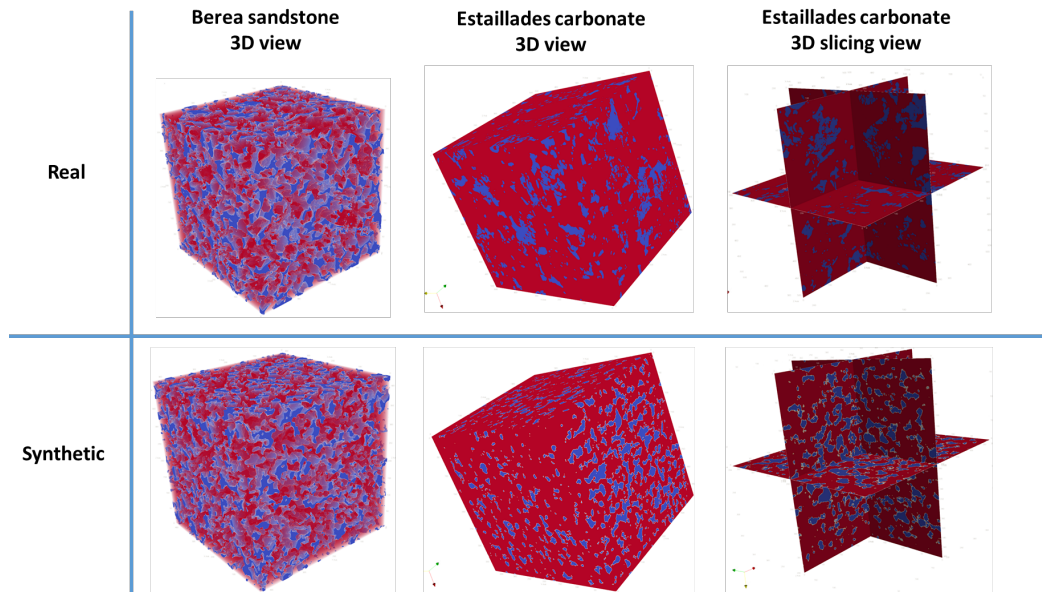 Berea sandstone
3D view
Estaillades carbonate
3D view
Estaillades carbonate
3D slicing view
Real
Synthetic